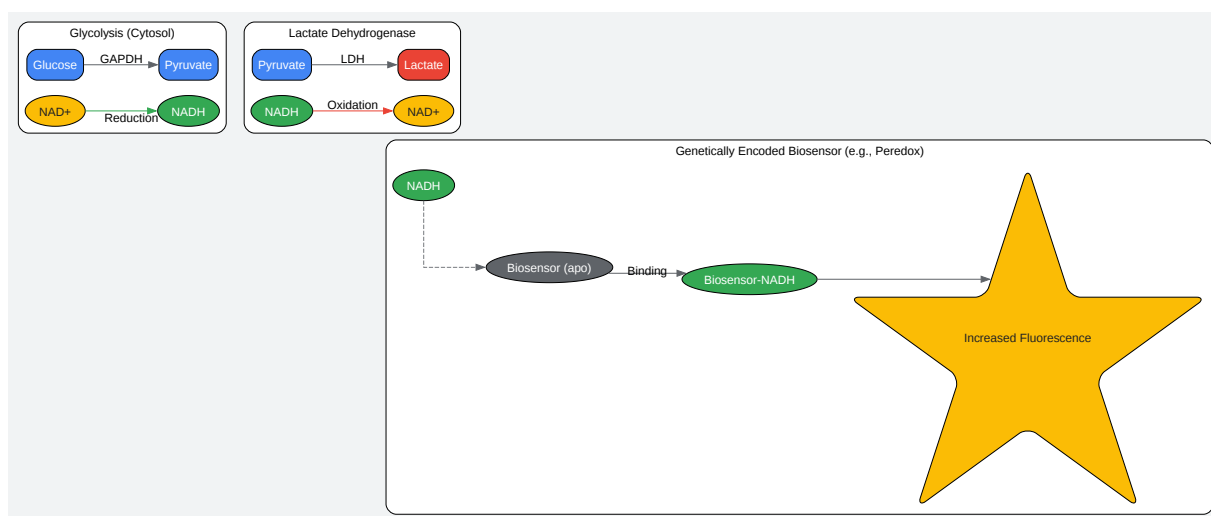 Glycolysis (Cytosol)
Glucose
GAPDH
Pyruvate
NAD+
Reduction
NADH
Lactate Dehydrogenase
Pyruvate
LDH
Lactate
NADH
Oxidation
NAD+
Genetically Encoded Biosensor (e.g., Peredox)
NADH
Biosensor (apo)
Binding
Biosensor-NADH
Increased Fluorescence